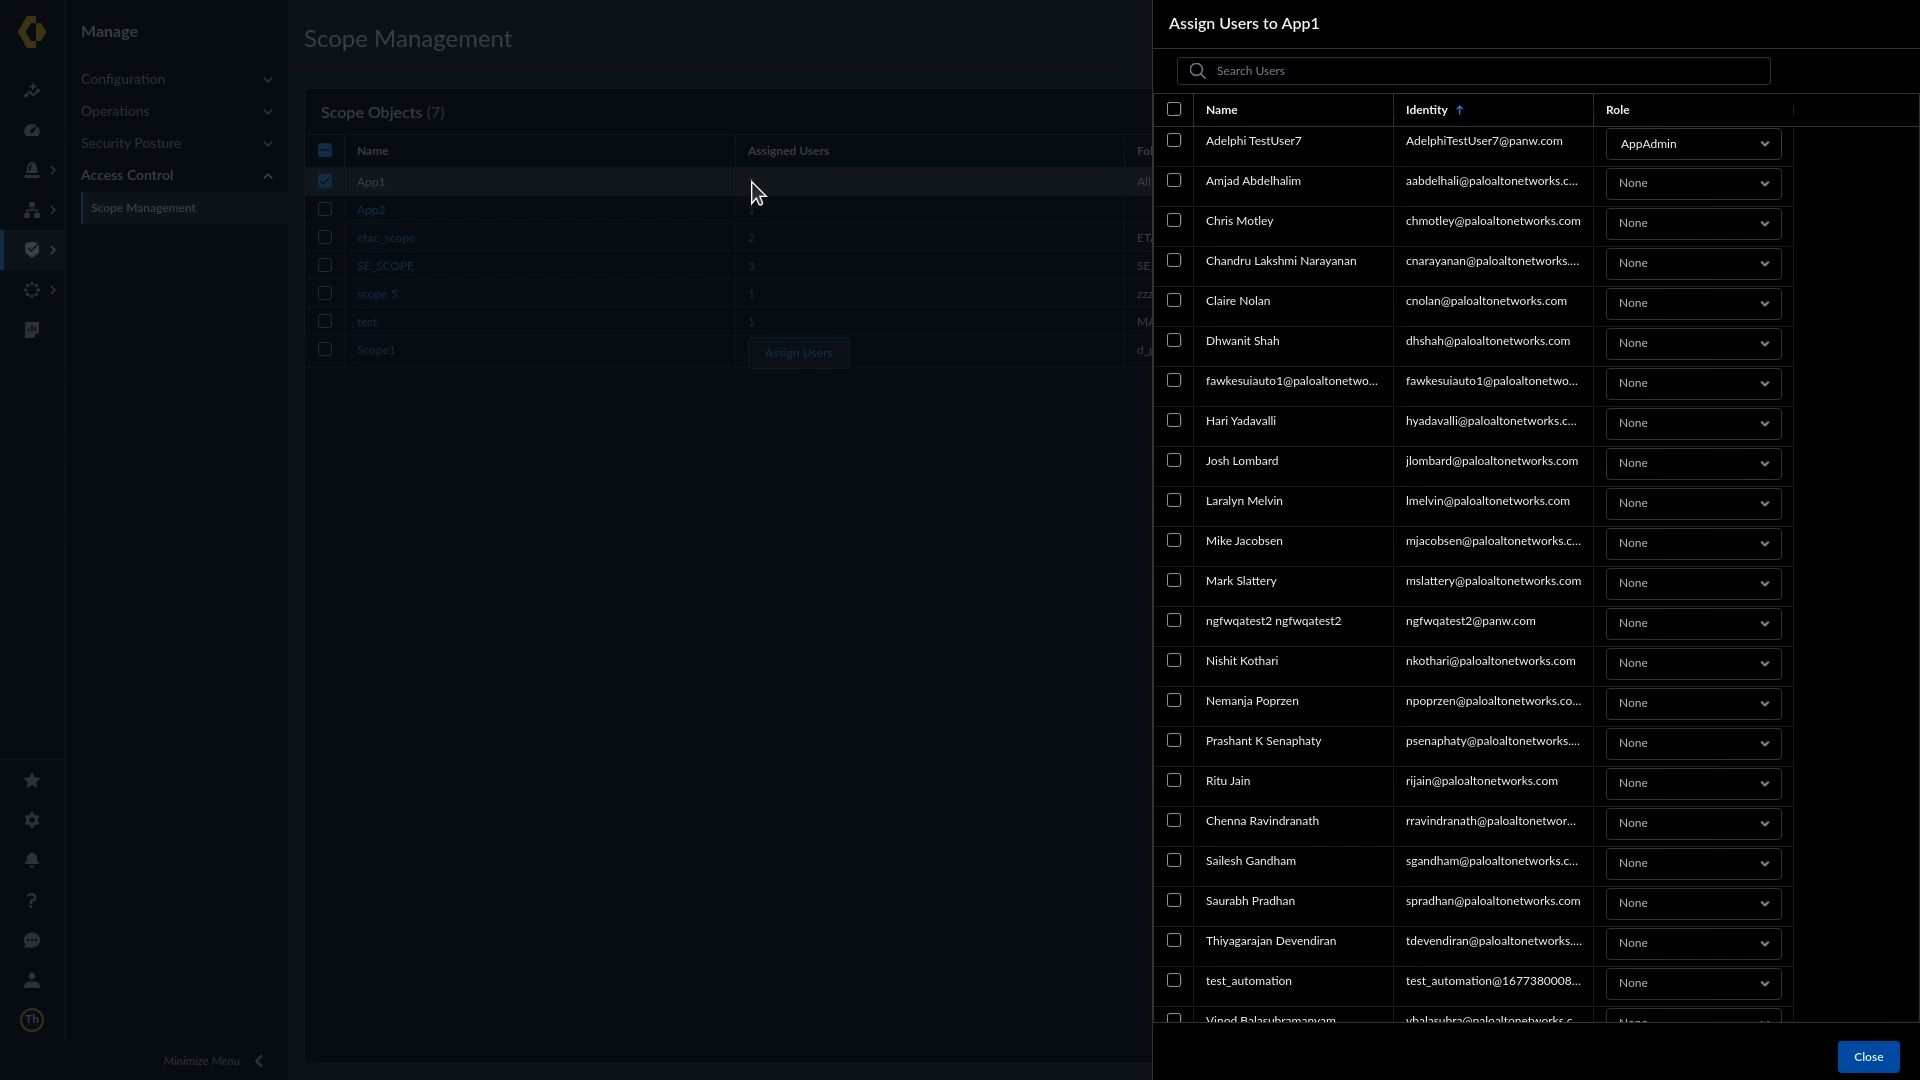 Manage
Configuration
Operations
Security Posture
Access Control
Scope Management
Th
Minimize Menu
Scope Management
Scope Objects (7)
Name Assigned Users
App1 All
App2 1
etac_scope 2
SE_SCOPE 3
scope 5 1
test 1
Scope1 Assign Users
Assign Users to App1
Search Users
Name Identity Role
Adelphi TestUser7 AdelphiTestUser7@panw.com AppAdmin
Amjad Abdelhalim aabdelhali@paloaltonetworks.c... None
Chris Motley chmotley@paloaltonetworks.com None
Chandru Lakshmi Narayanan cnarayanan@paloaltonetworks.... None
Claire Nolan cnolan@paloaltonetworks.com None
Dhwanit Shah dhshah@paloaltonetworks.com None
fawkesuiauto1@paloaltonetwo... fawkesuiauto1@paloaltonetwo... None
Hari Yadavalli hyadavalli@paloaltonetworks.c... None
Josh Lombard jlombard@paloaltonetworks.com None
Laralyn Melvin lmelvin@paloaltonetworks.com None
Mike Jacobsen mjacobsen@paloaltonetworks.c... None
Mark Slattery mslattery@paloaltonetworks.com None
ngfwqatest2 ngfwqatest2 ngfwqatest2@panw.com None
Nishit Kothari nkothari@paloaltonetworks.com None
Nemanja Poprzen npoprzen@paloaltonetworks.co... None
Prashant K Senaphaty psenaphaty@paloaltonetworks.... None
Ritu Jain rijain@paloaltonetworks.com None
Chenna Ravindranath rravindranath@paloaltonetwor... None
Sailesh Gandham sgandham@paloaltonetworks.c... None
Saurabh Pradhan spradhan@paloaltonetworks.com None
Thiyagarajan Devendiran tdevendiran@paloaltonetworks.... None
test_automation test_automation@1677380008... None
Vinod Balasubramanyam vbalasubra@paloaltonetworks.c... None
Close